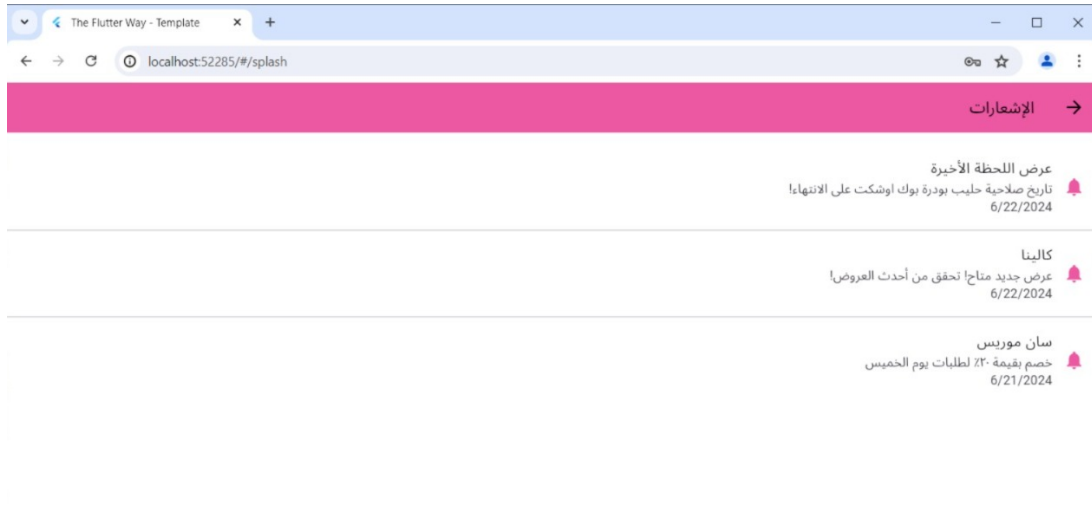 The Flutter Way - Template
localhost:52285/#/splash
الإشعارات
عرض اللحظة الأخيرة
تاريخ صلاحية حليب بودرة بوك اوشكت على الانتهاء!
6/22/2024
كالينا
عرض جديد متاح! تحقق من أحدث العروض!
6/22/2024
سان موريس
خصم بقيمة ٢٠٪ لطلبات يوم الخميس
6/21/2024